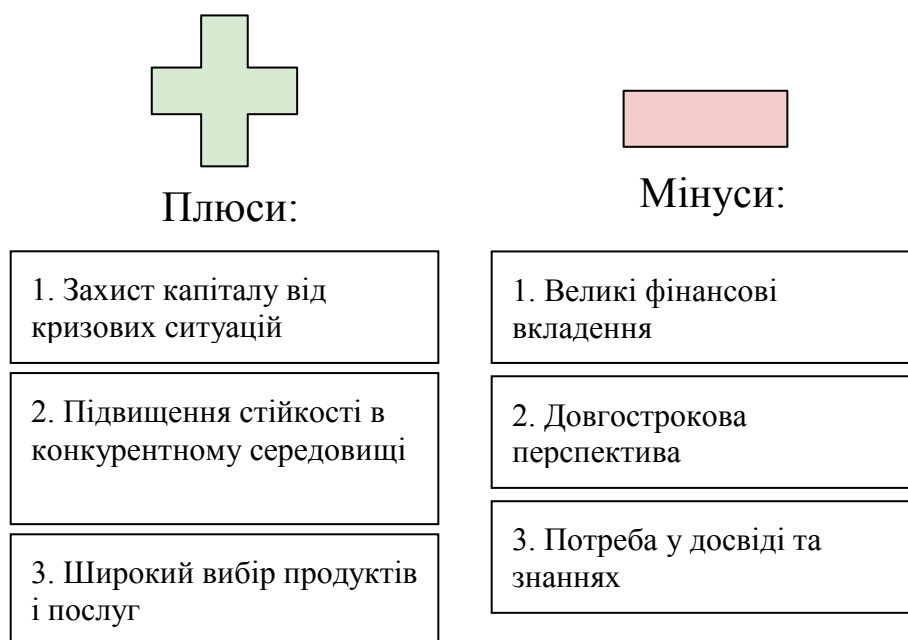 Плюси:
1. Захист капіталу від
кризових ситуацій
2. Підвищення стійкості в
конкурентному середовищі
3. Широкий вибір продуктів
і послуг
Мінуси:
1. Великі фінансові
вкладення
2. Довгострокова
перспектива
3. Потреба у досвіді та
знаннях